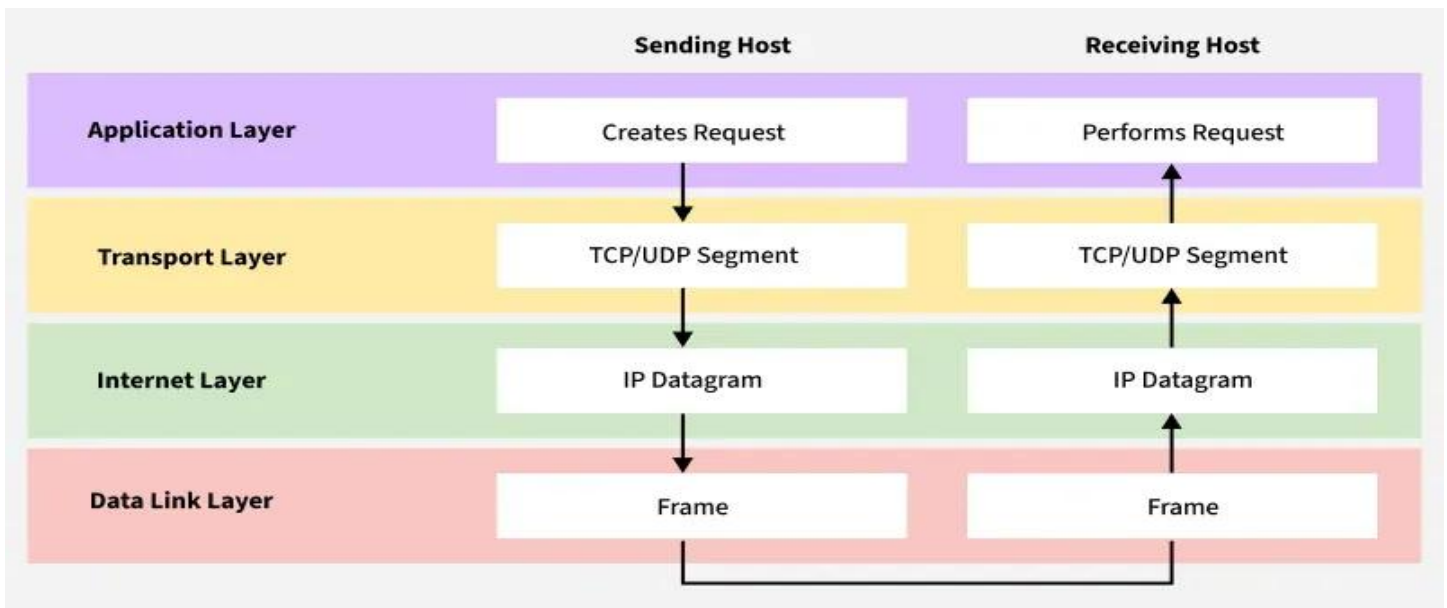 Sending Host
Receiving Host
Application Layer
Creates Request
Performs Request
Transport Layer
TCP/UDP Segment
TCP/UDP Segment
Internet Layer
IP Datagram
IP Datagram
Data Link Layer
Frame
Frame